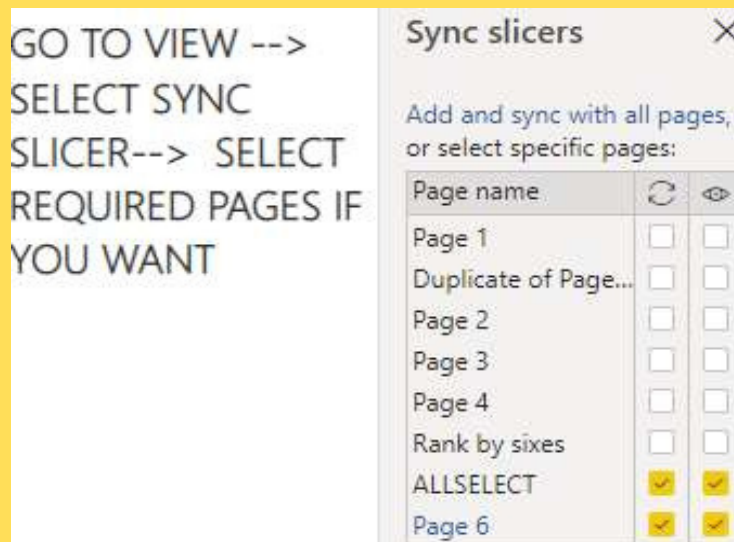 GO TO VIEW -->
SELECT SYNC
SLICER--> SELECT
REQUIRED PAGES IF
YOU WANT
Sync slicers
Add and sync with all pages,
or select specific pages:
Page name
Page 1
Duplicate of Page...
Page 2
Page 3
Page 4
Rank by sixes
ALLSELECT
Page 6